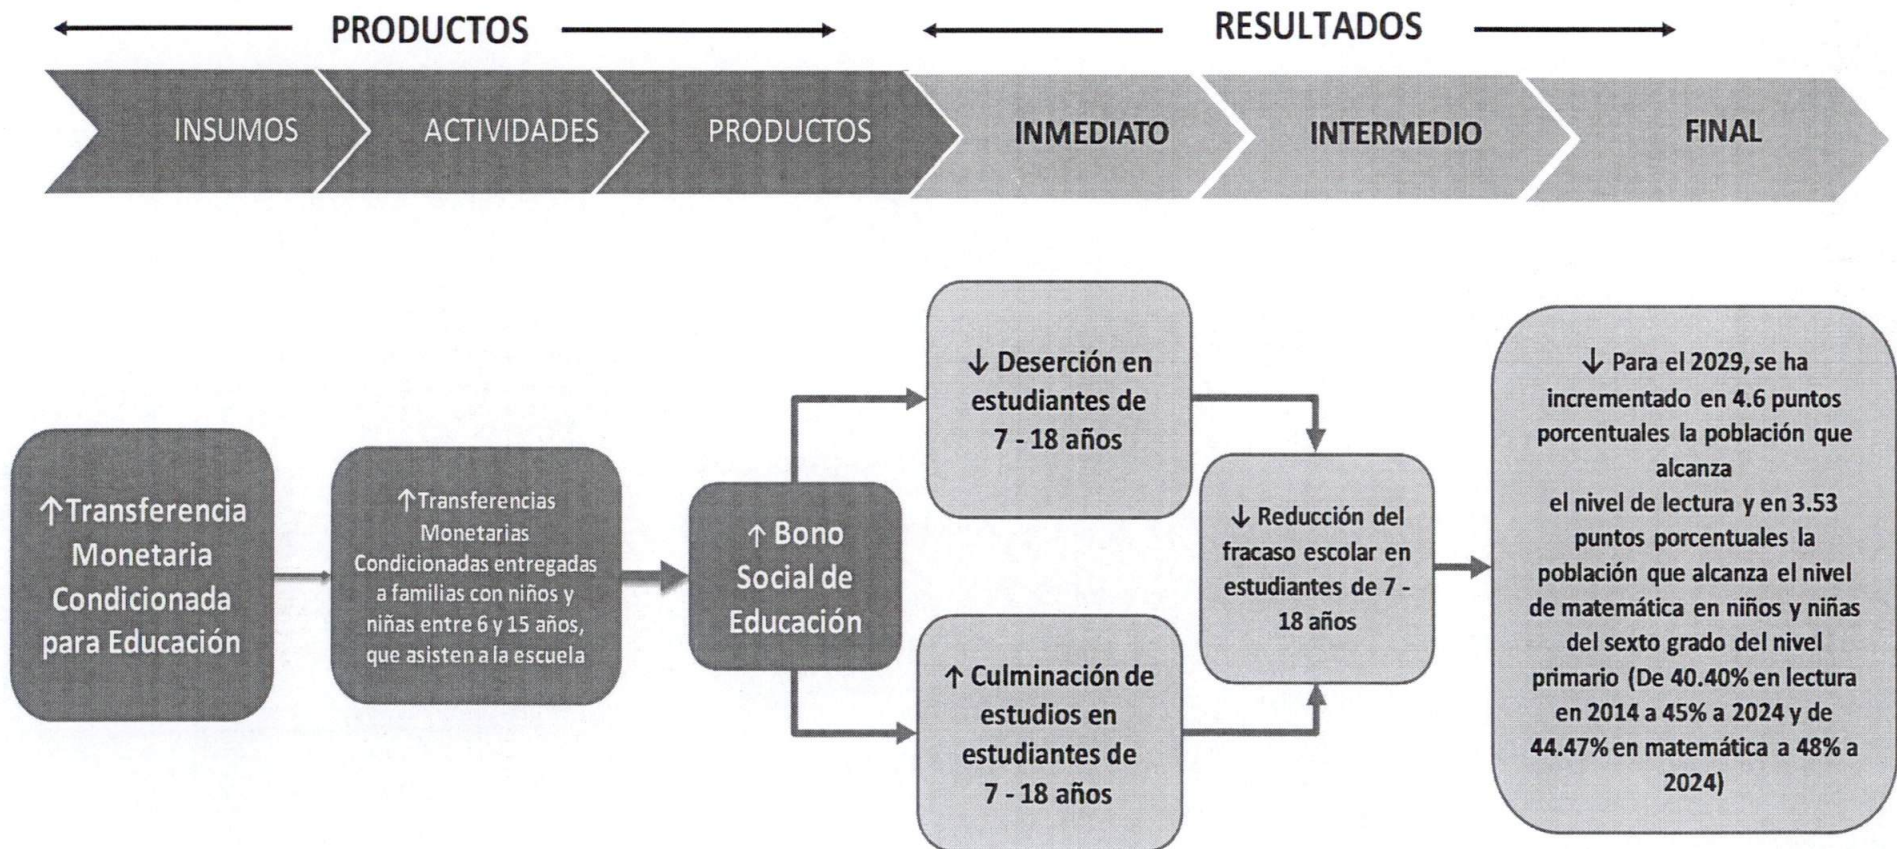 PRODUCTOS
RESULTADOS
INSUMOS
ACTIVIDADES
PRODUCTOS
INMEDIATO
INTERMEDIO
FINAL
↑Transferencia
Monetaria
Condicionada
para Educación
↑Transferencias
Monetarias
Condicionadas entregadas
a familias con niños y
niñas entre 6 y 15 años,
que asisten a la escuela
↑ Bono
Social de
Educación
↓ Deserción en
estudiantes de
7 - 18 años
↑ Culminación de
estudios en
estudiantes de
7 - 18 años
↓ Reducción del
fracaso escolar en
estudiantes de 7 -
18 años
↓ Para el 2029, se ha
incrementado en 4.6 puntos
porcentuales la población que
alcanza
el nivel de lectura y en 3.53
puntos porcentuales la
población que alcanza el nivel
de matemática en niños y niñas
del sexto grado del nivel
primario (De 40.40% en lectura
en 2014 a 45% a 2024 y de
44.47% en matemática a 48% a
2024)